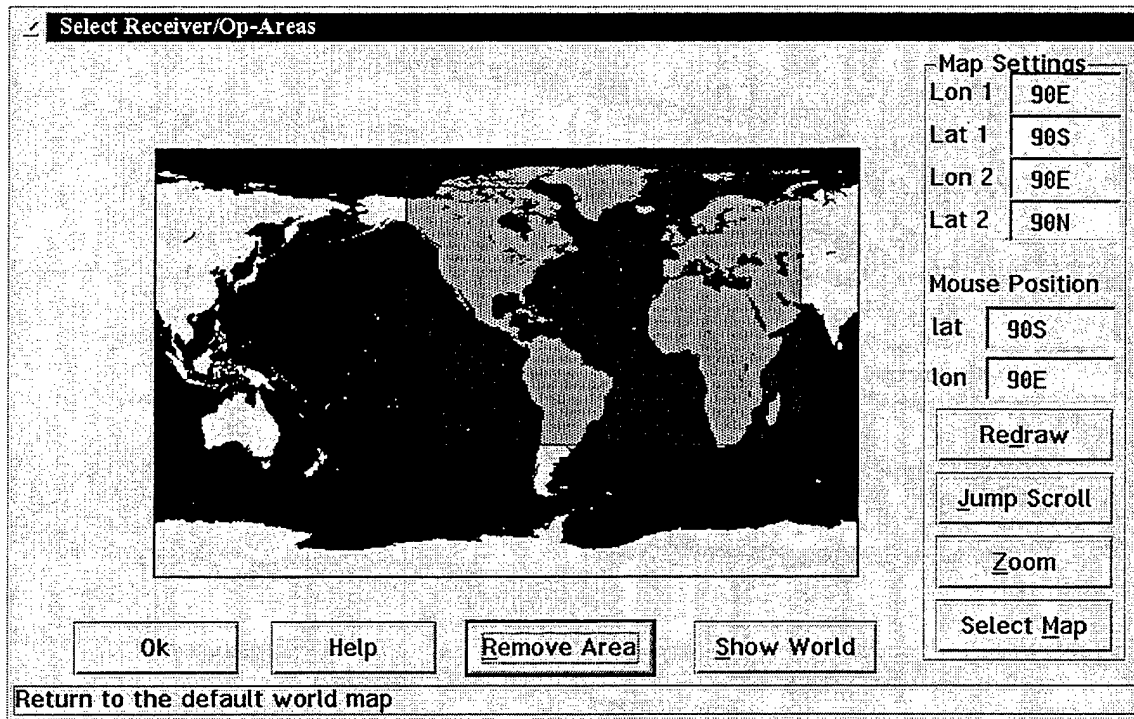 Select Receiver/Op-Areas
Map Settings
Lon 1 90E
Lat 1 90S
Lon 2 90E
Lat 2 90N
Mouse Position
lat 90S
lon 90E
Redraw
Jump Scroll
Zoom
Select Map
Ok Help Remove Area Show World
Return to the default world map